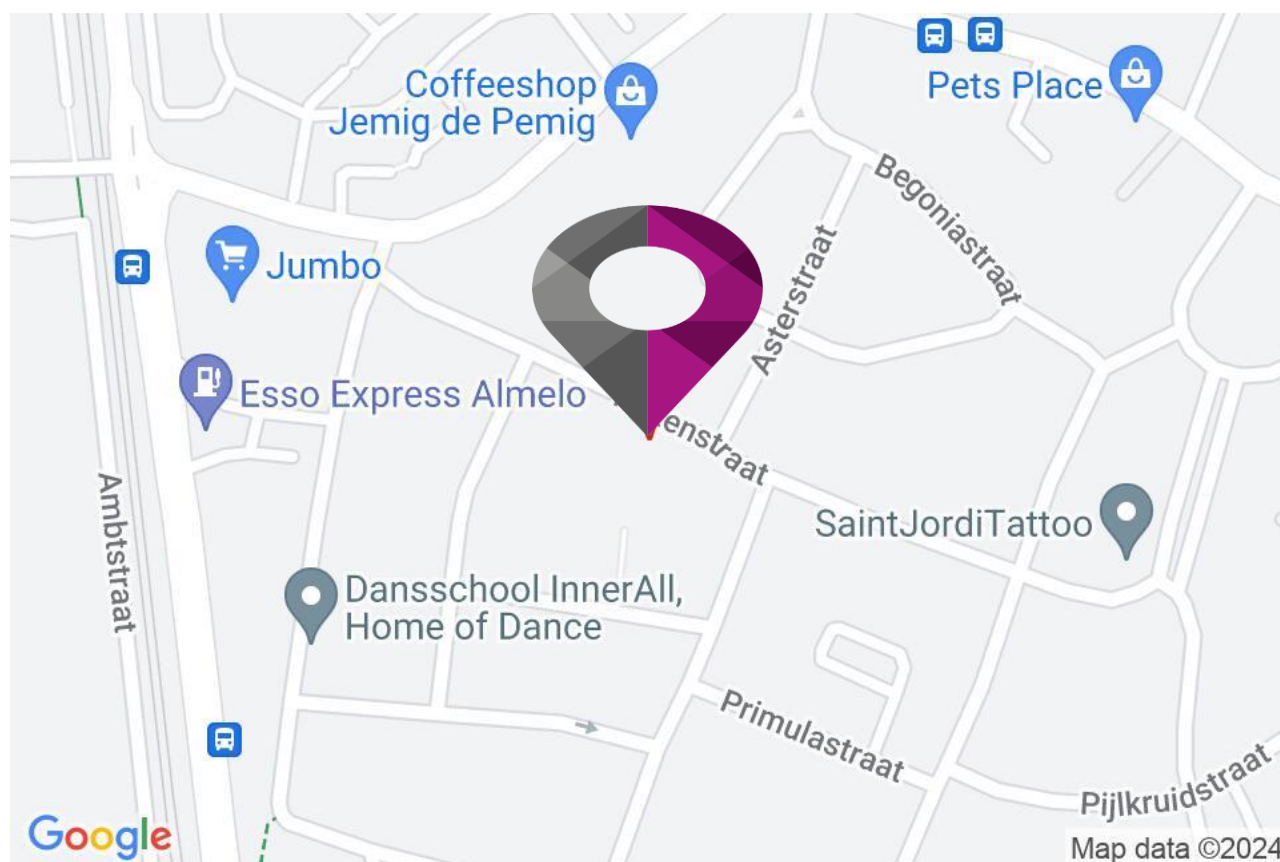 Coffeeshop
Jemig de Pemig
Pets Place
Begoniastraat
Jumbo
Asterstraat
Esso Express Almelo
enstraat
Ambtstraat
SaintJordiTattoo
Dansschool InnerAll,
Home of Dance
Primulastraat
Pijlkruidstraat
Google
Map data ©2024